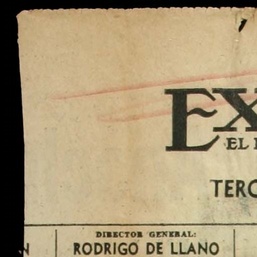 EX
EL
TERC
DIRECTOR GENERAL:
RODRIGO DE LLANO